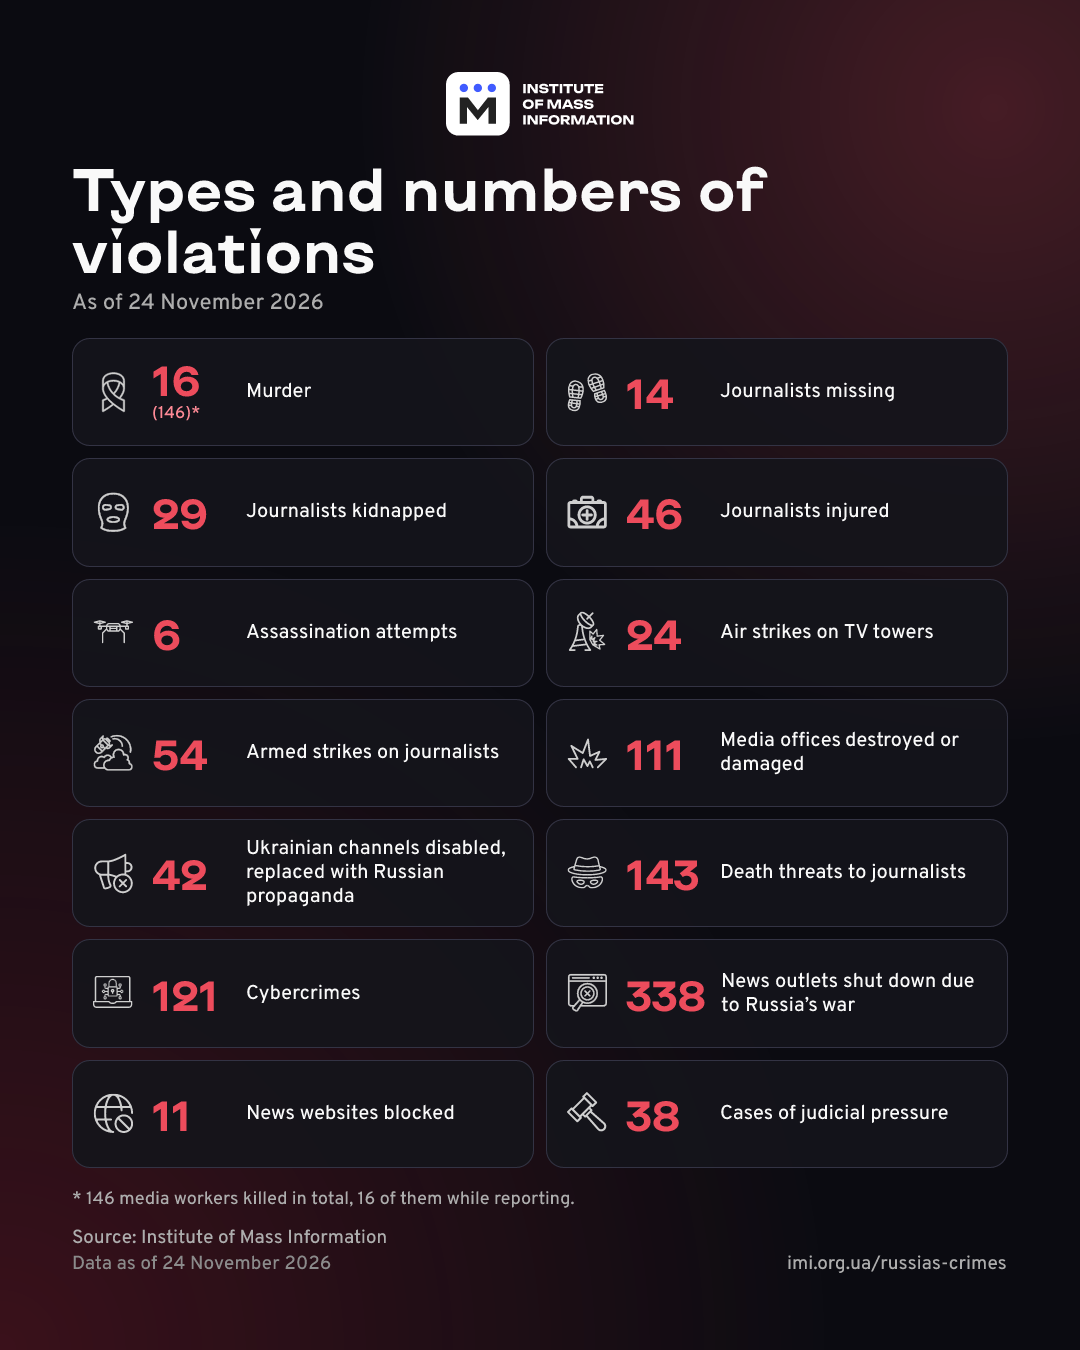 INSTITUTE
OF MASS
INFORMATION
Types and numbers of
violations
As of 24 November 2026
16
(146)*
Murder
14
Journalists missing
29
Journalists kidnapped
46
Journalists injured
6
Assassination attempts
24
Air strikes on TV towers
54
Armed strikes on journalists
111
Media offices destroyed or
damaged
42
Ukrainian channels disabled,
replaced with Russian
propaganda
143
Death threats to journalists
121
Cybercrimes
338
News outlets shut down due
to Russia’s war
11
News websites blocked
38
Cases of judicial pressure
* 146 media workers killed in total, 16 of them while reporting.
Source: Institute of Mass Information
Data as of 24 November 2026
imi.org.ua/russias-crimes